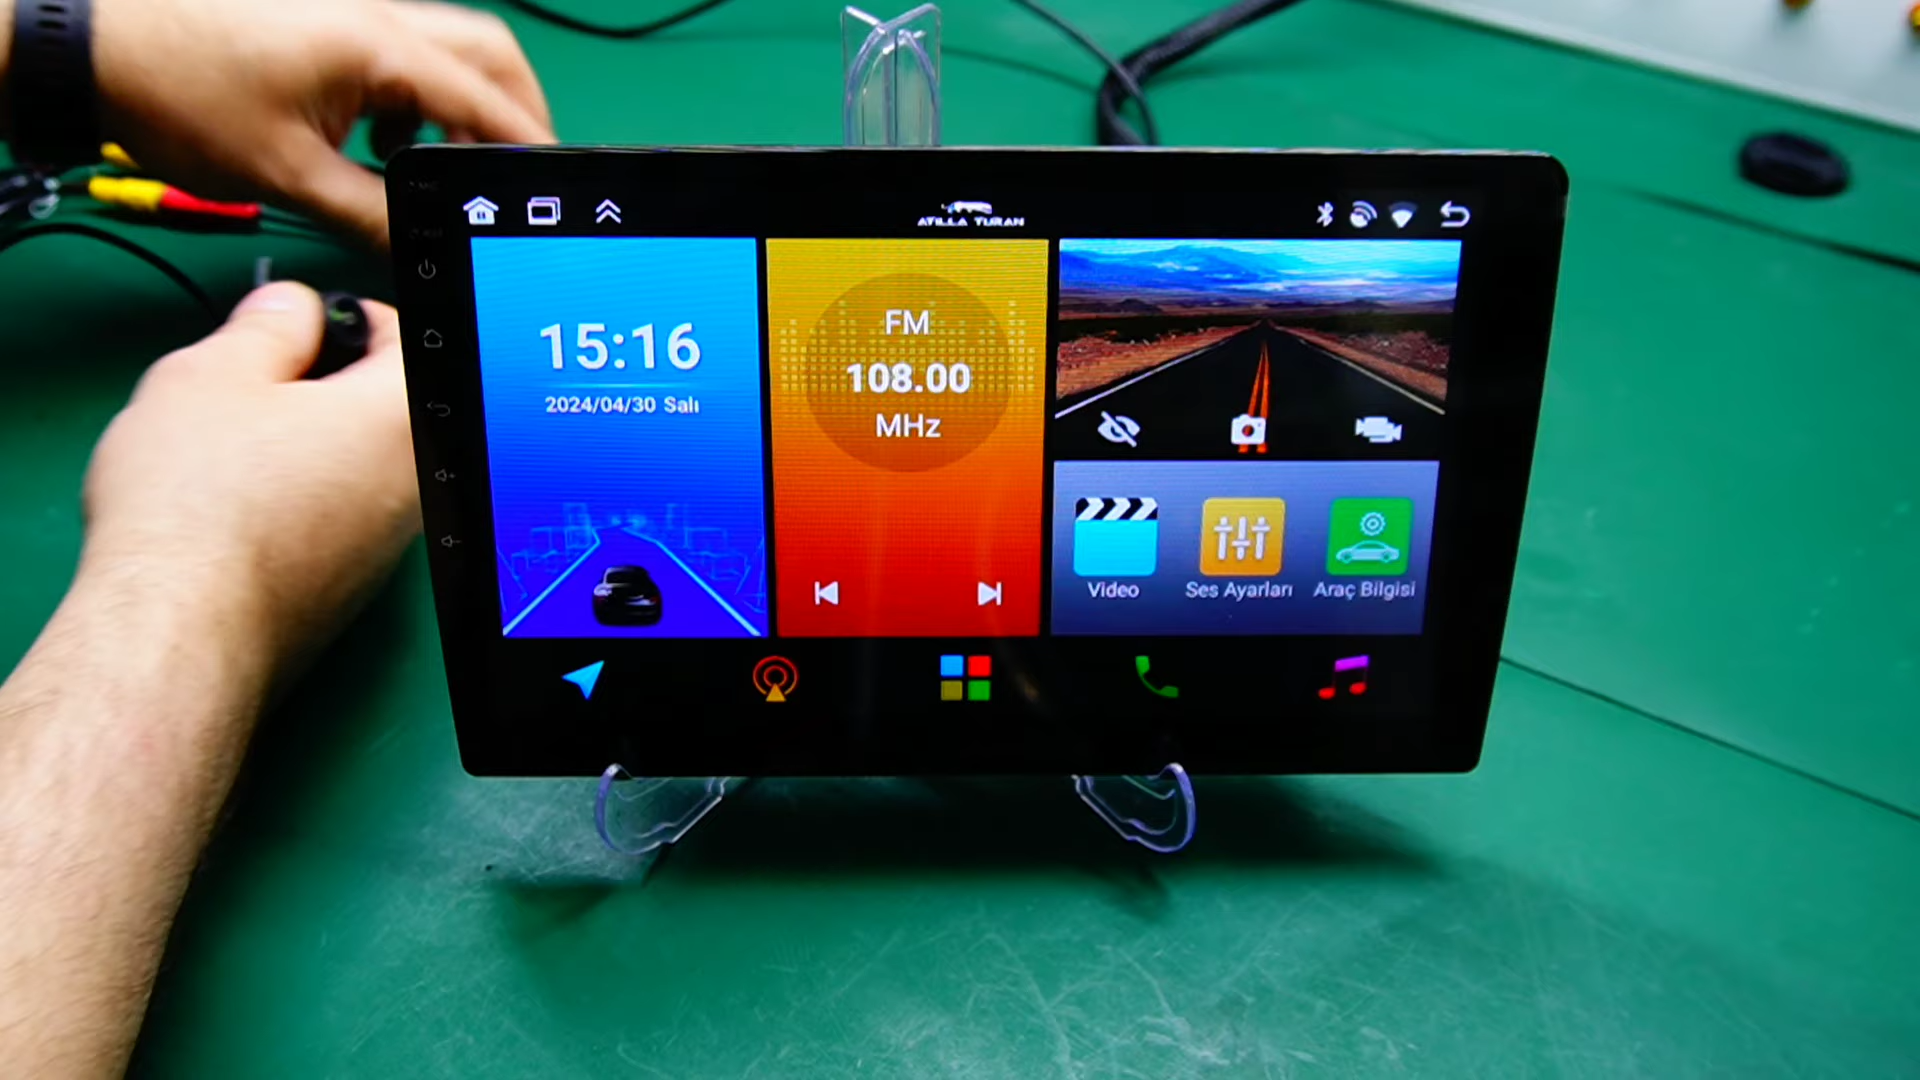 ATILLA TURAN
15:16
2024/04/30 Salı
FM
108.00
MHz
Video
Ses Ayarları
Araç Bilgisi